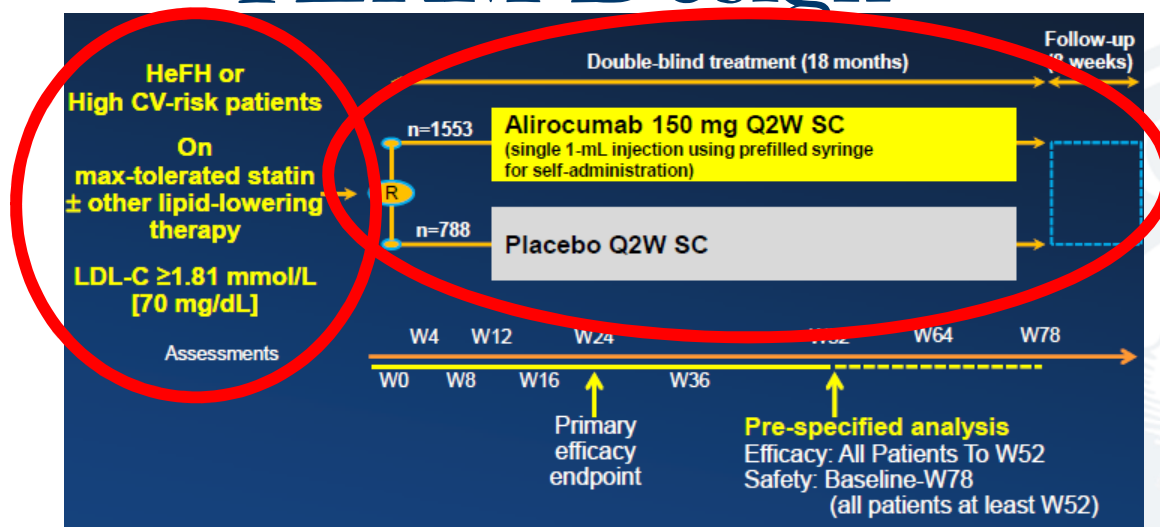 Double-blind treatment (18 months)
Follow-up
(8 weeks)
HeFH or
High CV-risk patients
On
max-tolerated statin
± other lipid-lowering
therapy
LDL-C ≥1.81 mmol/L
[70 mg/dL]
n=1553
Alirocumab 150 mg Q2W SC
(single 1-mL injection using prefilled syringe
for self-administration)
R
n=788
Placebo Q2W SC
Assessments
W4 W12 W24 W52 W64 W78
W0 W8 W16 W36
Primary
efficacy
endpoint
Pre-specified analysis
Efficacy: All Patients To W52
Safety: Baseline-W78
(all patients at least W52)